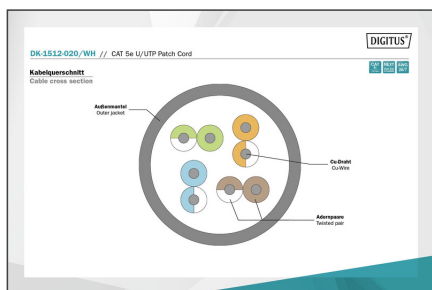 DIGITUS®
DK-1512-020/WH // CAT 5e U/UTP Patch Cord
Kabelquerschnitt
Cable cross section
Außenmantel
Outer jacket
Cu-Draht
Cu-Wire
Adernpaare
Twisted pair